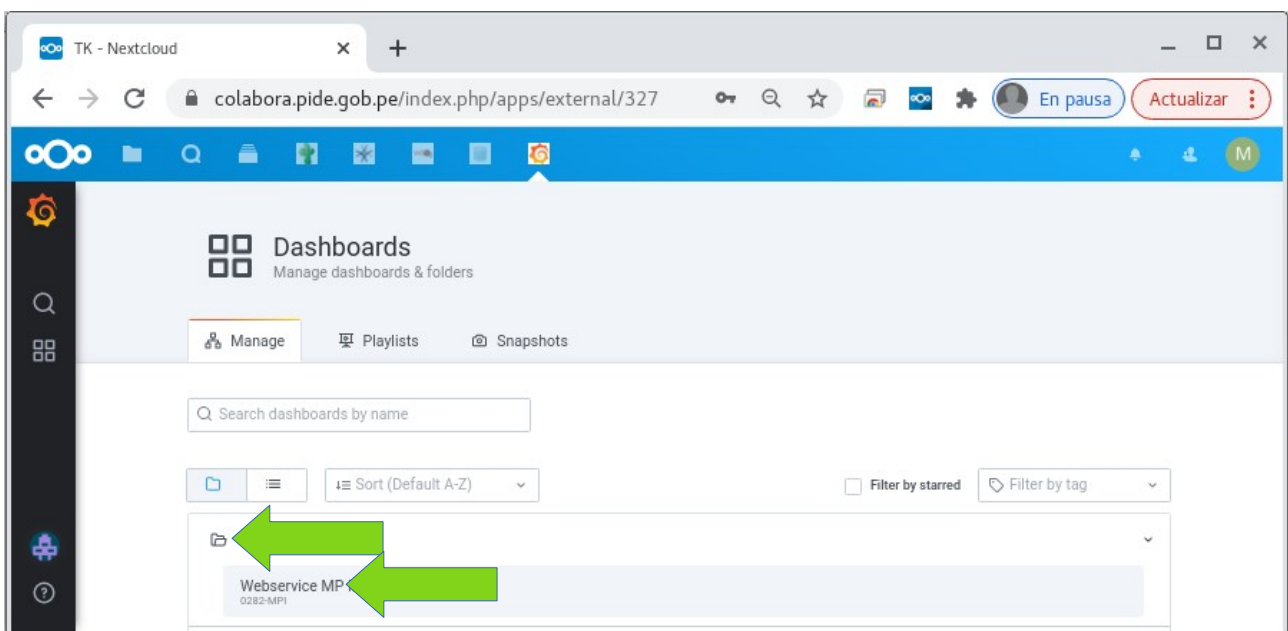 TK - Nextcloud
colabora.pide.gob.pe/index.php/apps/external/327
En pausa
Actualizar
M
Dashboards
Manage dashboards & folders
Manage
Playlists
Snapshots
Search dashboards by name
Sort (Default A-Z)
Filter by starred
Filter by tag
Webservice MP
0282-MPI